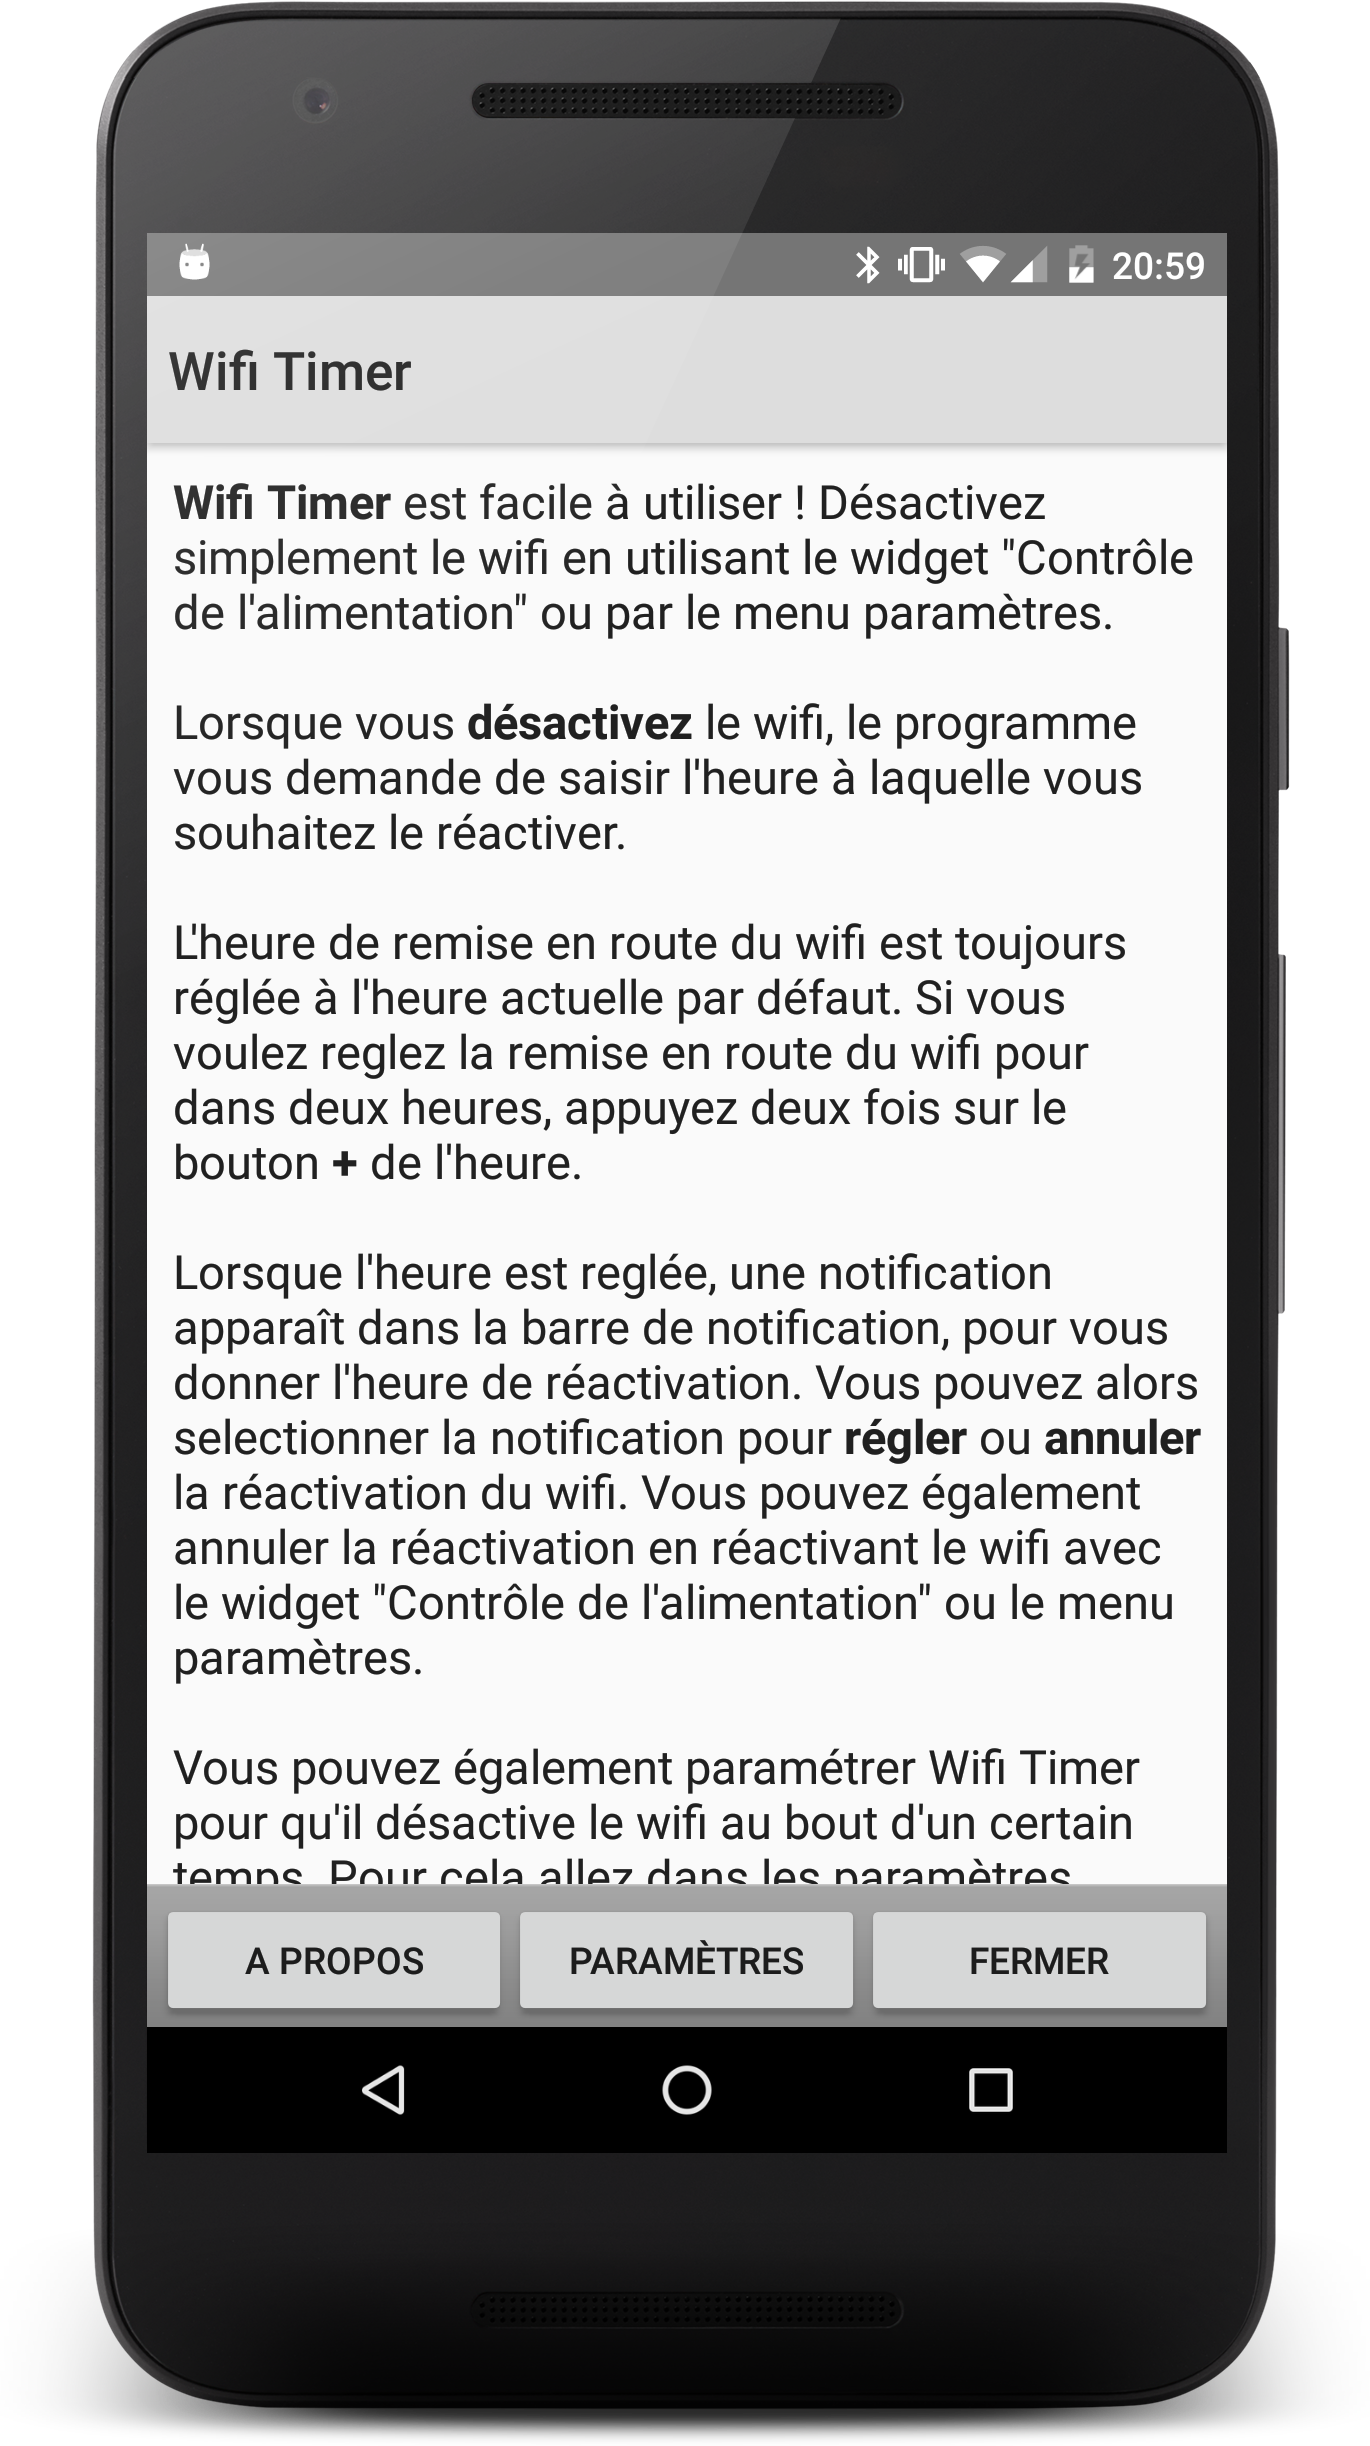 20:59
Wifi Timer
Wifi Timer est facile à utiliser ! Désactivez
simplement le wifi en utilisant le widget "Contrôle
de l'alimentation" ou par le menu paramètres.
Lorsque vous désactivez le wifi, le programme
vous demande de saisir l'heure à laquelle vous
souhaitez le réactiver.
L'heure de remise en route du wifi est toujours
réglée à l'heure actuelle par défaut. Si vous
voulez reglez la remise en route du wifi pour
dans deux heures, appuyez deux fois sur le
bouton + de l'heure.
Lorsque l'heure est reglée, une notification
apparaît dans la barre de notification, pour vous
donner l'heure de réactivation. Vous pouvez alors
selectionner la notification pour régler ou annuler
la réactivation du wifi. Vous pouvez également
annuler la réactivation en réactivant le wifi avec
le widget "Contrôle de l'alimentation" ou le menu
paramètres.
Vous pouvez également paramétrer Wifi Timer
pour qu'il désactive le wifi au bout d'un certain
temps. Pour cela allez dans les paramètres
A PROPOS
PARAMÈTRES
FERMER